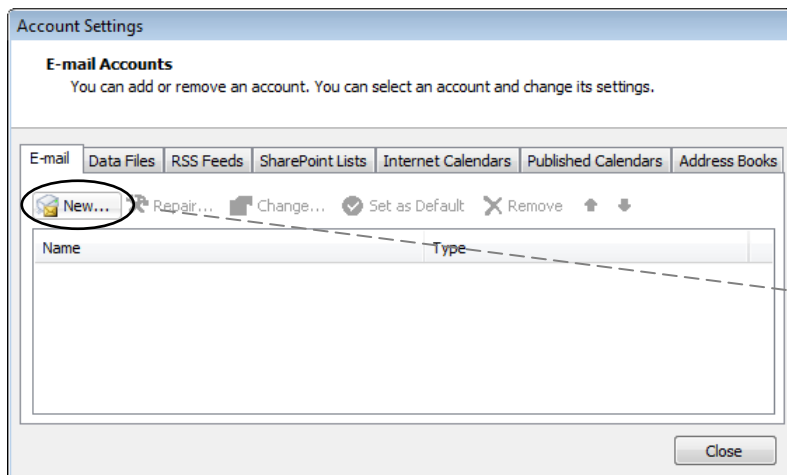 Account Settings
E-mail Accounts
You can add or remove an account. You can select an account and change its settings.
E-mail Data Files RSS Feeds SharePoint Lists Internet Calendars Published Calendars Address Books
New... Repair... Change... Set as Default Remove
Name Type
Close